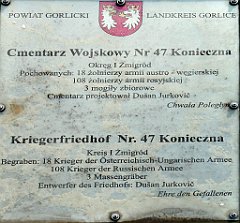 POWIAT GORLICKI LANDKREIS GORLICE
Cmentarz Wojskowy Nr 47 Konieczna
Okręg I Żmigród
Pochowanych: 18 żołnierzy armii austro - węgierskiej
108 żołnierzy armii rosyjskiej
3 mogiły zbiorowe
Cmentarz projektował Dušan Jurkovič
Chwała Poległym
Kriegerfriedhof Nr. 47 Konieczna
Kreis I Żmigród
Begraben: 18 Krieger der Österreichisch-Ungarischen Armee
108 Krieger der Russischen Armee
3 Massengräber
Entwerfer des Friedhofs: Dušan Jurkovič
Ehre den Gefallenen